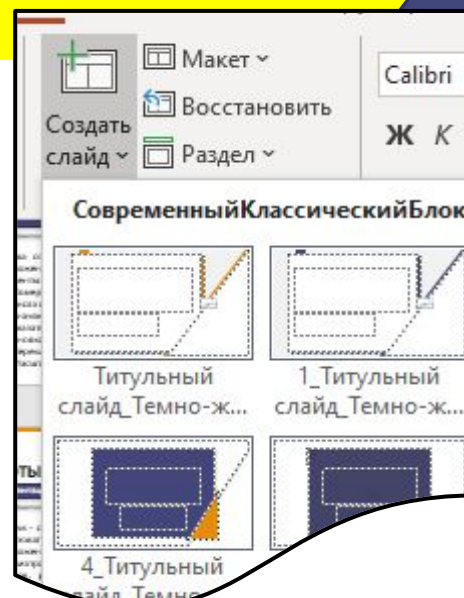 Макет
Восстановить
Создать
слайд
Раздел
Calibri
Ж К
СовременныйКлассическийБлок
Титульный
слайд_Темно-ж...
1_Титульный
слайд_Темно-ж...
4_Титульный